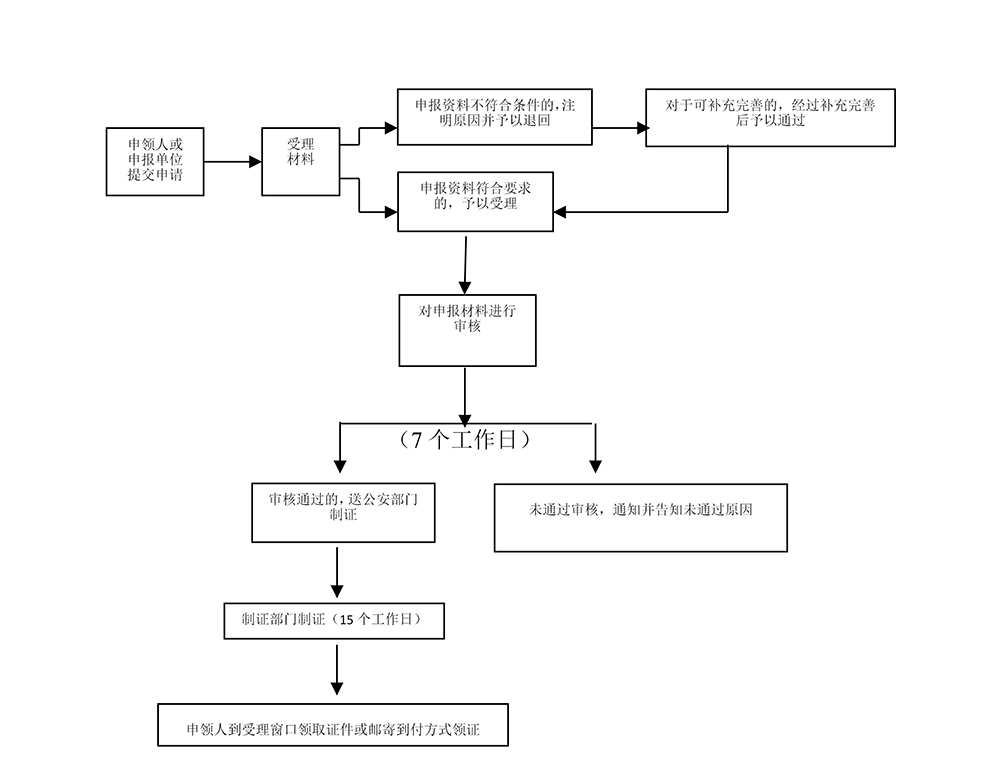 申报资料不符合条件的，注
明原因并予以退回
对于可补充完善的，经过补充完善
后予以通过
申领人或
申报单位
提交申请
受理
材料
申报资料符合要求
的，予以受理
对申报材料进行
审核
（7 个工作日）
审核通过的，送公安部门
制证
未通过审核，通知并告知未通过原因
制证部门制证（15 个工作日）
申领人到受理窗口领取证件或邮寄到付方式领证